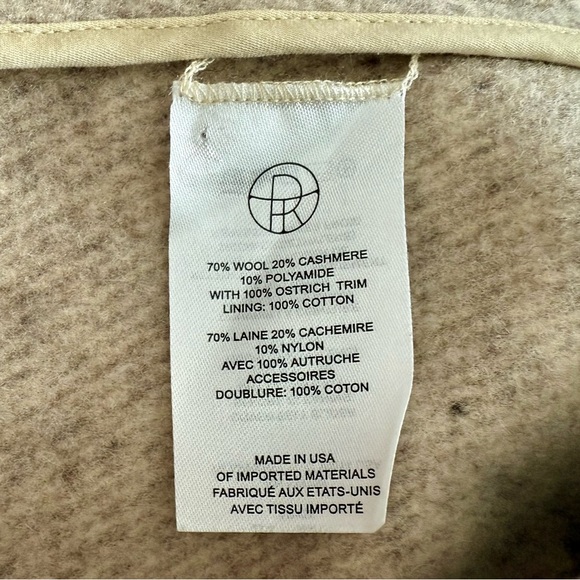 70% WOOL 20% CASHMERE
10% POLYAMIDE
WITH 100% OSTRICH TRIM
LINING: 100% COTTON
70% LAINE 20% CACHEMIRE
10% NYLON
AVEC 100% AUTRUCHE
ACCESSOIRES
DOUBLURE: 100% COTON
MADE IN USA
OF IMPORTED MATERIALS
FABRIQUÉ AUX ETATS-UNIS
AVEC TISSU IMPORTÉ